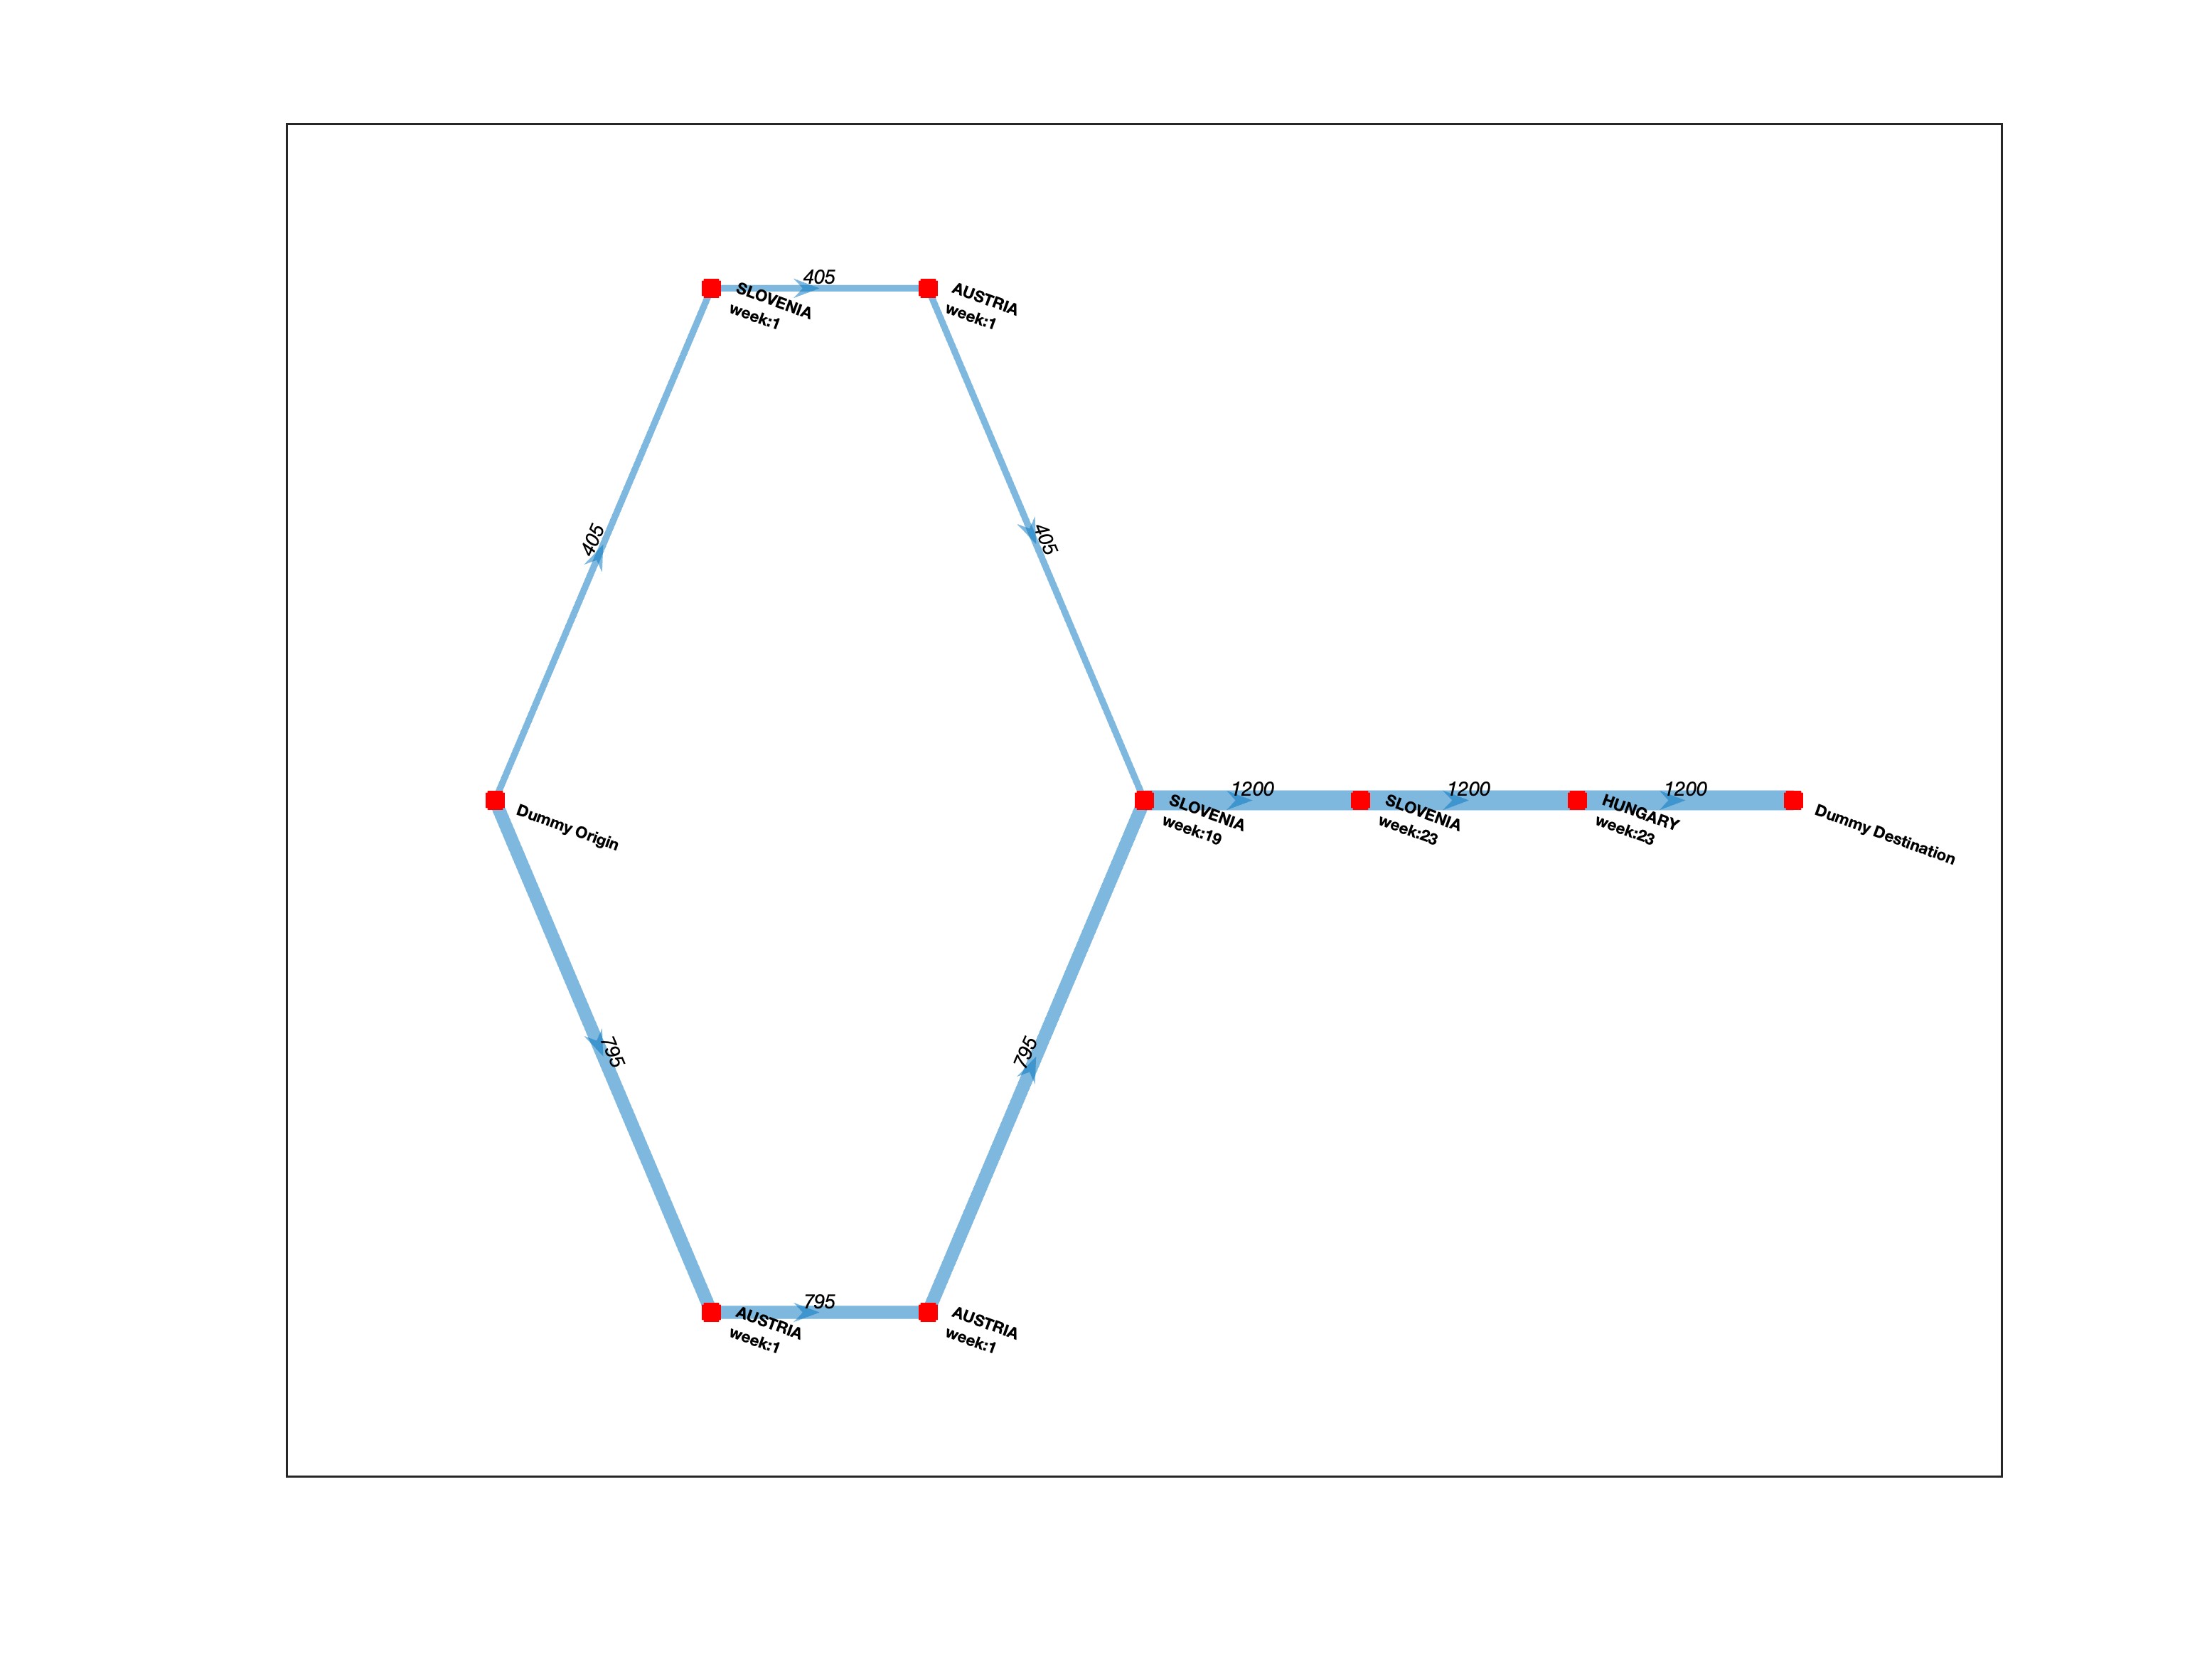 405
SLOVENIA
week:1
AUSTRIA
week:1
405
405
Dummy Origin
1200
SLOVENIA
week:19
1200
SLOVENIA
week:23
1200
HUNGARY
week:23
Dummy Destination
795
795
795
AUSTRIA
week:1
AUSTRIA
week:1